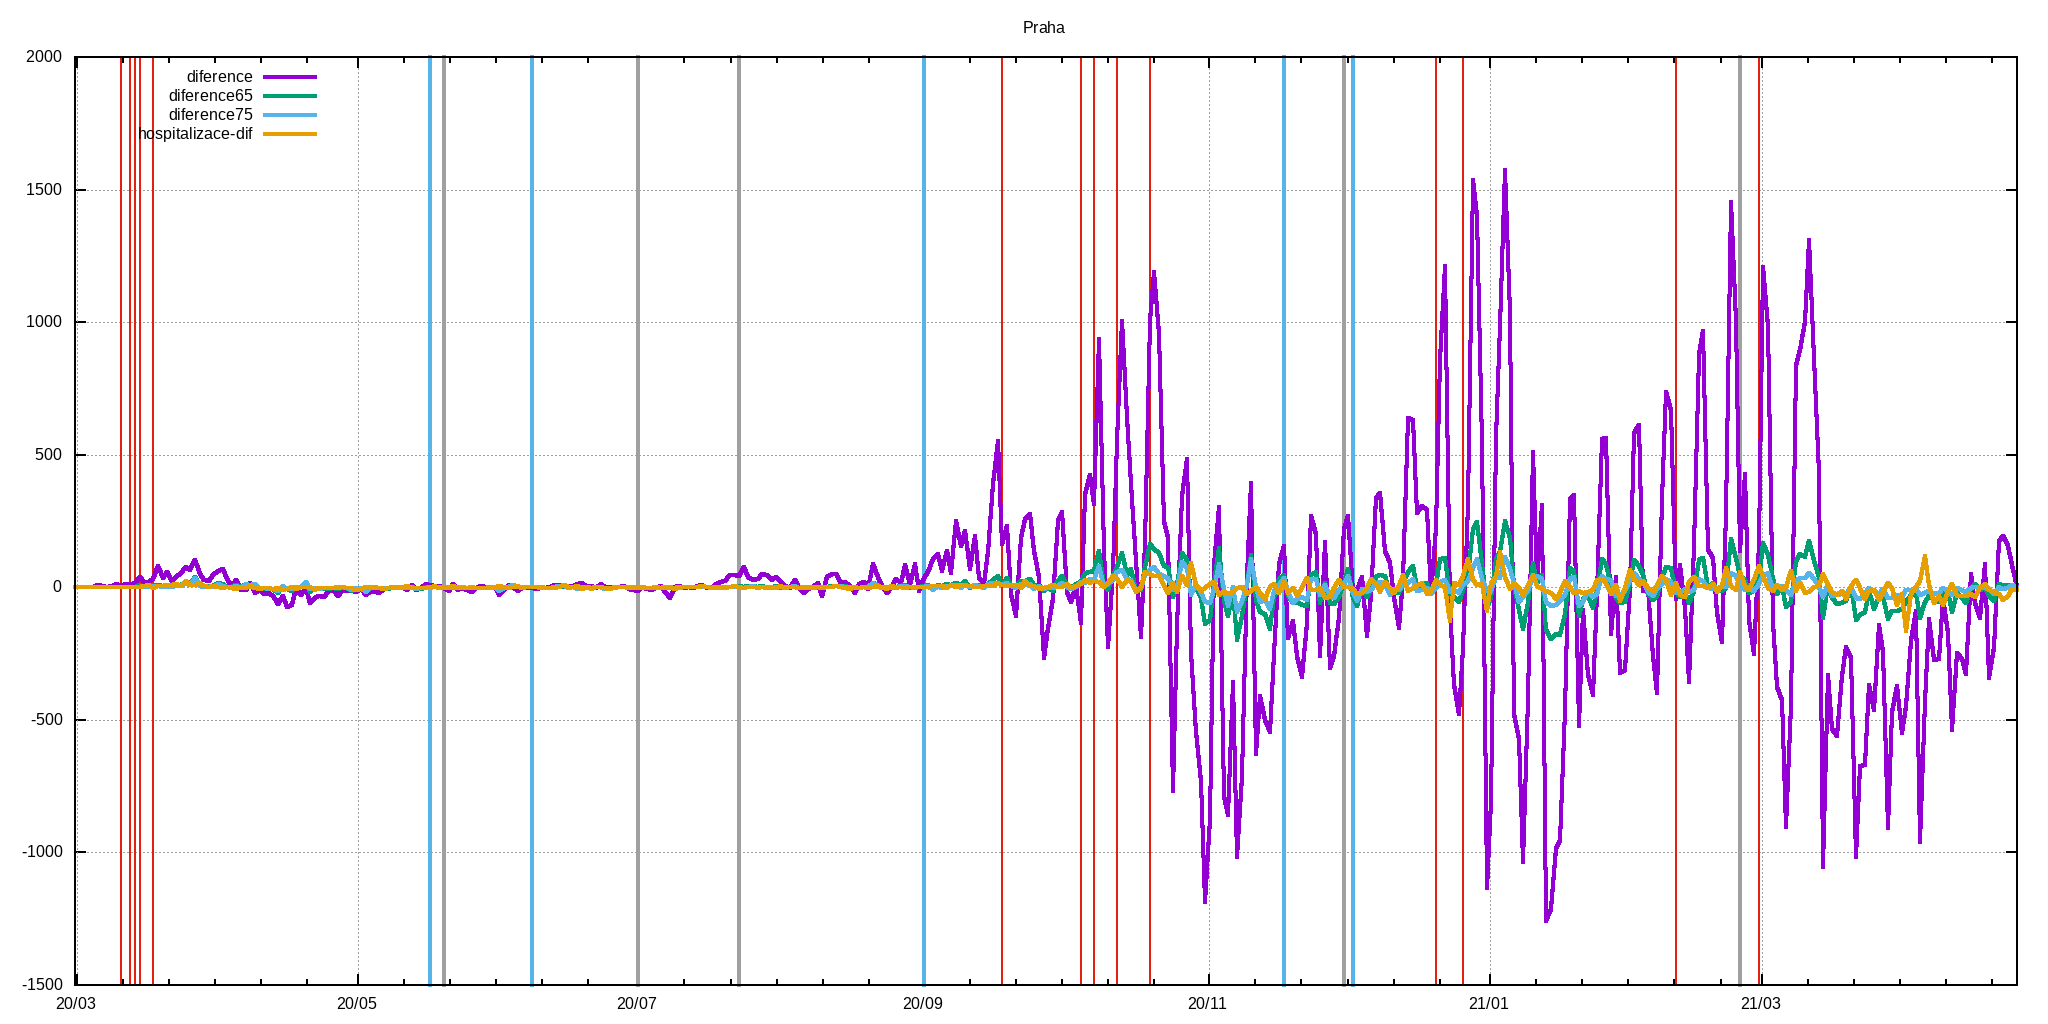 Praha
2000
1500
1000
500
0
-500
-1000
-1500
diference
diference65
diference75
hospitalizace-dif
20/03 20/05 20/07 20/09 20/11 21/01 21/03